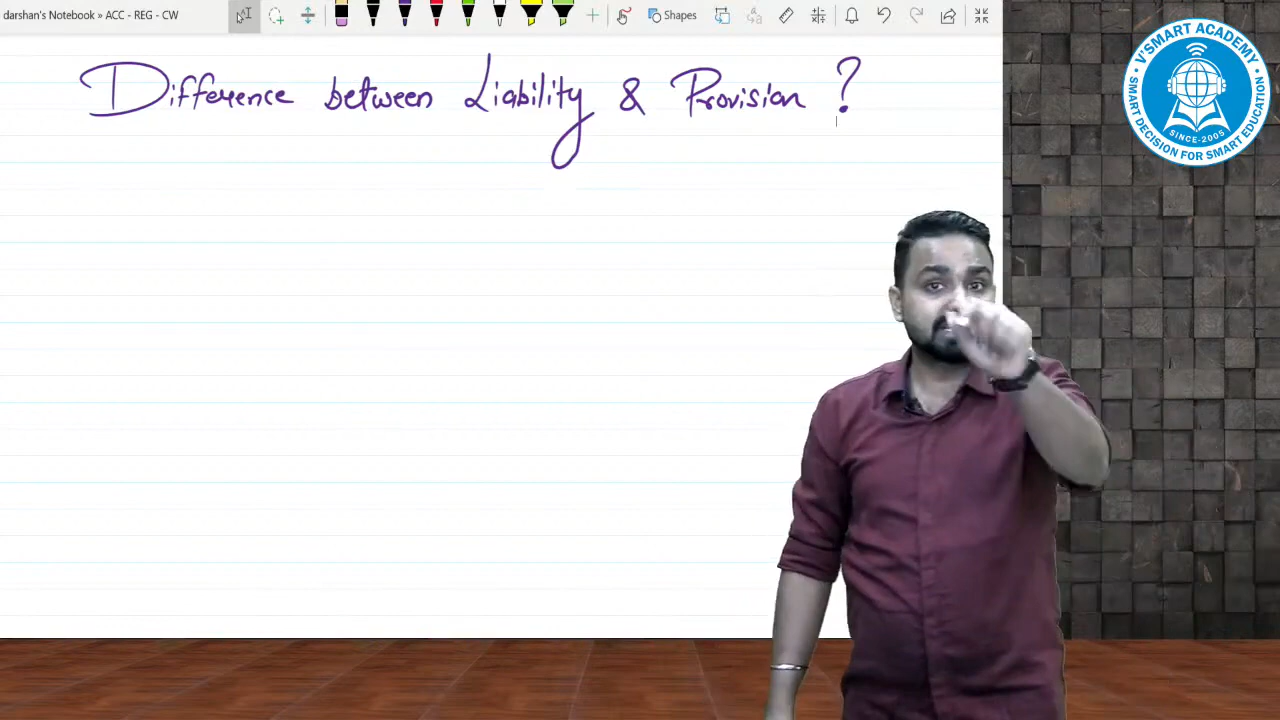 darshan's Notebook » ACC - REG - CW
Shapes
Difference between Liability & Provision ?
V'SMART ACADEMY
SINCE-2005
SMART DECISION FOR SMART EDUCATION